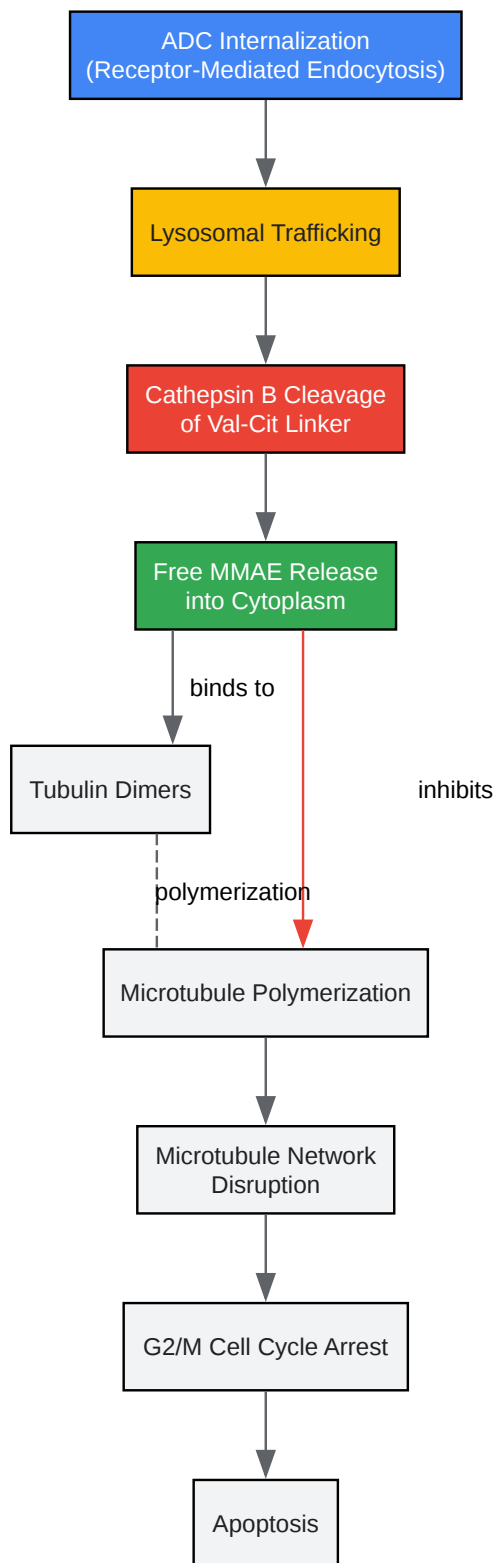 ADC Internalization
(Receptor-Mediated Endocytosis)
Lysosomal Trafficking
Cathepsin B Cleavage
of Val-Cit Linker
Free MMAE Release
into Cytoplasm
binds to
Tubulin Dimers
inhibits
polymerization
Microtubule Polymerization
Microtubule Network
Disruption
G2/M Cell Cycle Arrest
Apoptosis